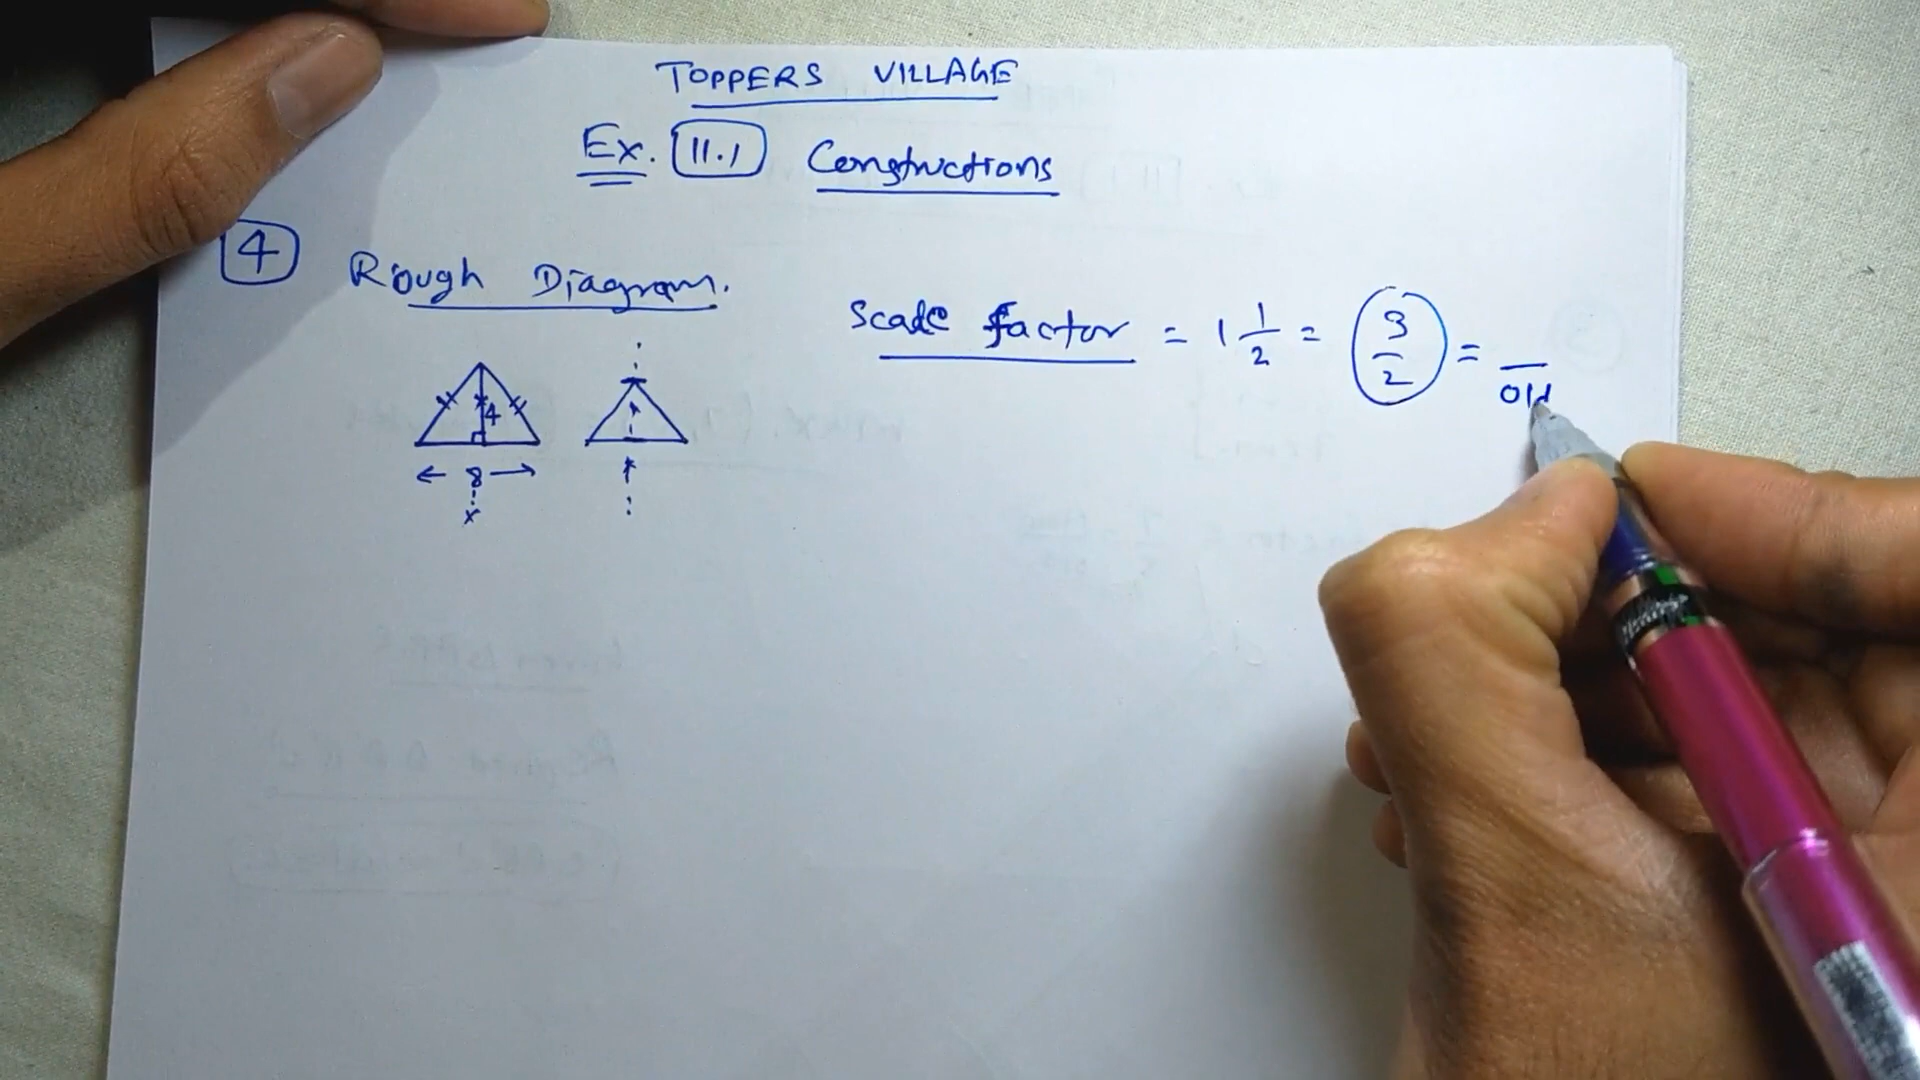 TOPPERS VILLAGE
Ex. 11.1 Constructions
4 Rough Diagram.
Scale factor = 1 1/2 = 3/2 = /old
4
← 8 →
x